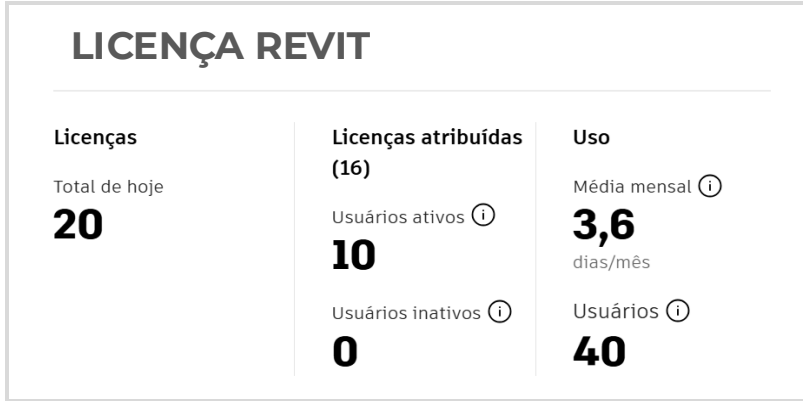 LICENÇA REVIT
Licenças
Total de hoje
20
Licenças atribuídas
(16)
Usuários ativos
10
Usuários inativos
0
Uso
Média mensal
3,6
dias/mês
Usuários
40